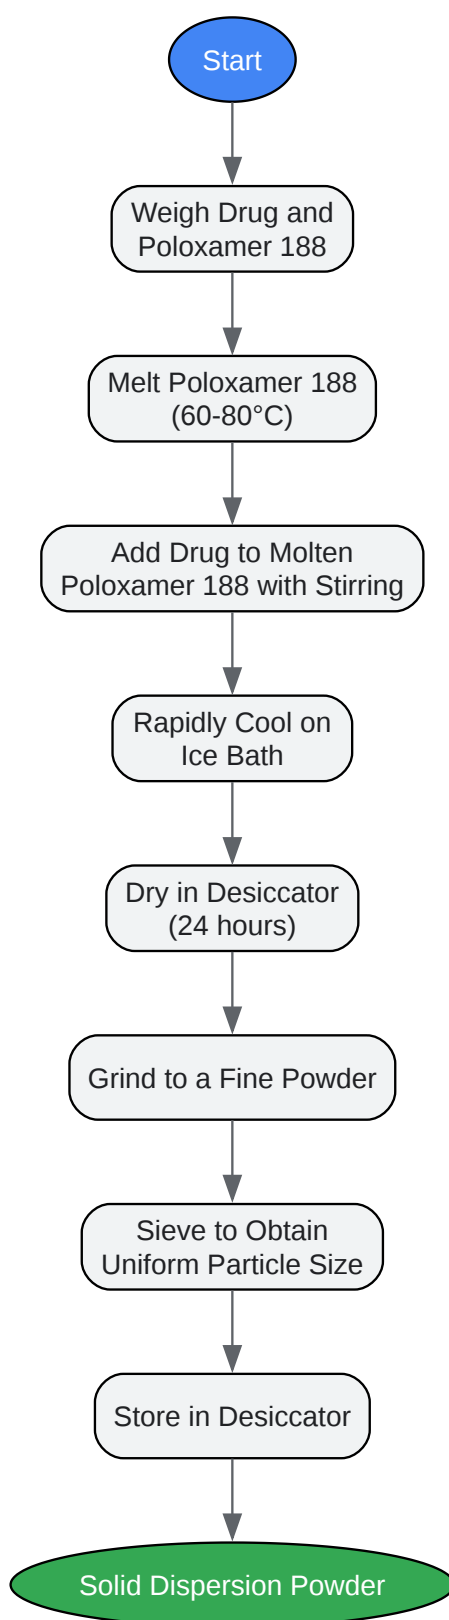 Start
Weigh Drug and
Poloxamer 188
Melt Poloxamer 188
(60-80°C)
Add Drug to Molten
Poloxamer 188 with Stirring
Rapidly Cool on
Ice Bath
Dry in Desiccator
(24 hours)
Grind to a Fine Powder
Sieve to Obtain
Uniform Particle Size
Store in Desiccator
Solid Dispersion Powder